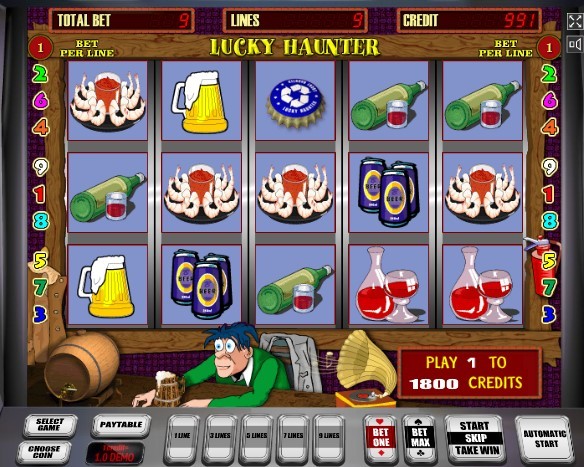 TOTAL BET 9 LINES 9 CREDIT 991
1 BET PER LINE LUCKY HAUNTER BET PER LINE 1
2 2
6 6
4 4
9 9
1 1
8 8
5 5
7 7
3 3
LUCKY HAUNTER
BEER BEER
BEER BEER
PLAY 1 TO
1800 CREDITS
SELECT GAME
PAYTABLE
CHOOSE COIN
1.0 DEMO
1 LINE
3 LINES
5 LINES
7 LINES
9 LINES
BET ONE
BET MAX
START
SKIP
TAKE WIN
AUTOMATIC START